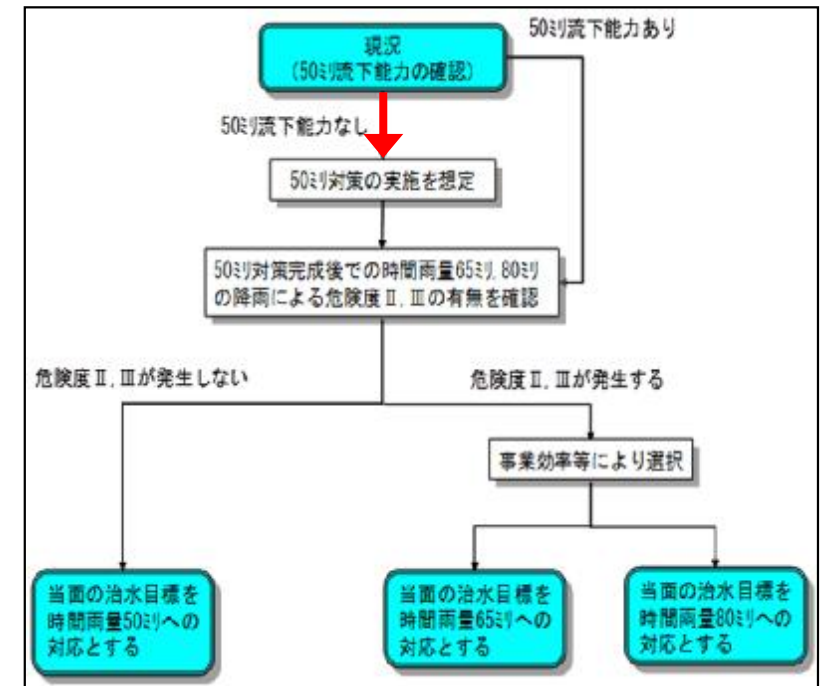 50ﾐﾘ流下能力あり
現況
(50ﾐﾘ流下能力の確認)
50ﾐﾘ流下能力なし
50ﾐﾘ対策の実施を想定
50ﾐﾘ対策完成後での時間雨量65ﾐﾘ,80ﾐﾘ
の降雨による危険度Ⅱ,Ⅲの有無を確認
危険度Ⅱ,Ⅲが発生しない
危険度Ⅱ,Ⅲが発生する
事業効率等により選択
当面の治水目標を
時間雨量50ﾐﾘへの
対応とする
当面の治水目標を
時間雨量65ﾐﾘへの
対応とする
当面の治水目標を
時間雨量80ﾐﾘへの
対応とする